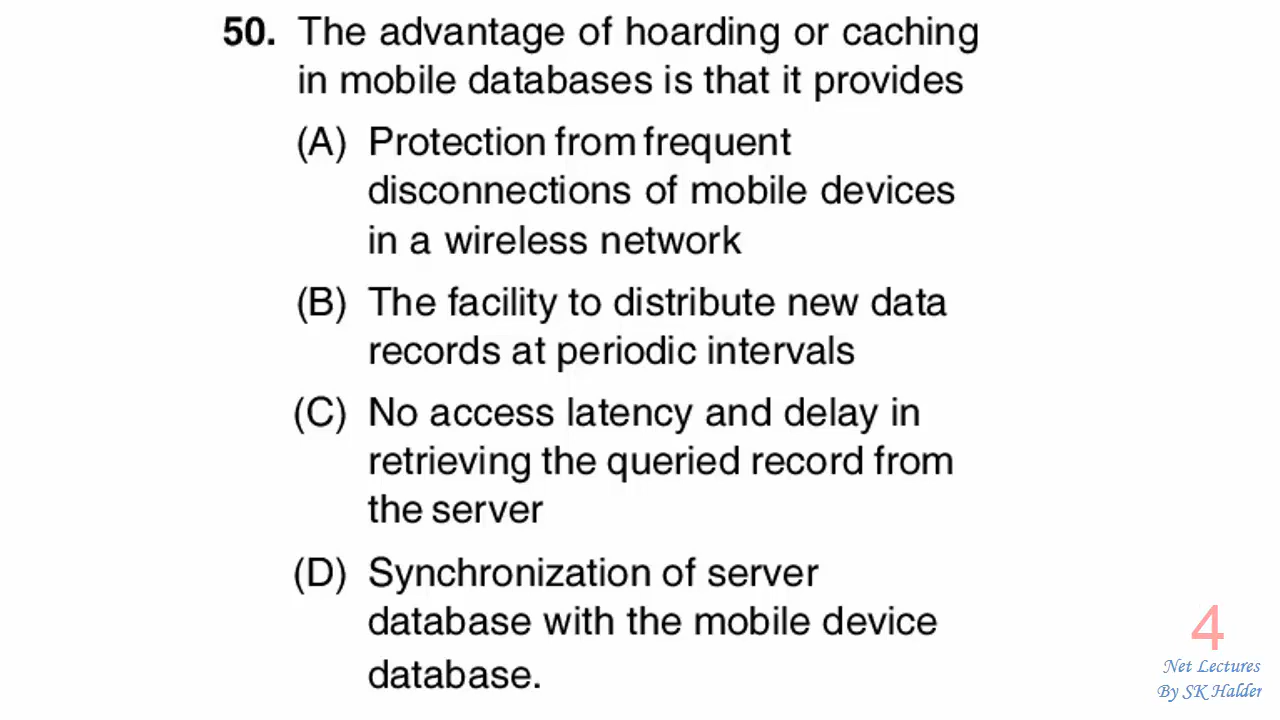 50. The advantage of hoarding or caching
in mobile databases is that it provides
(A) Protection from frequent
disconnections of mobile devices
in a wireless network
(B) The facility to distribute new data
records at periodic intervals
(C) No access latency and delay in
retrieving the queried record from
the server
(D) Synchronization of server
database with the mobile device
database.
4
Net Lectures
By SK Halder